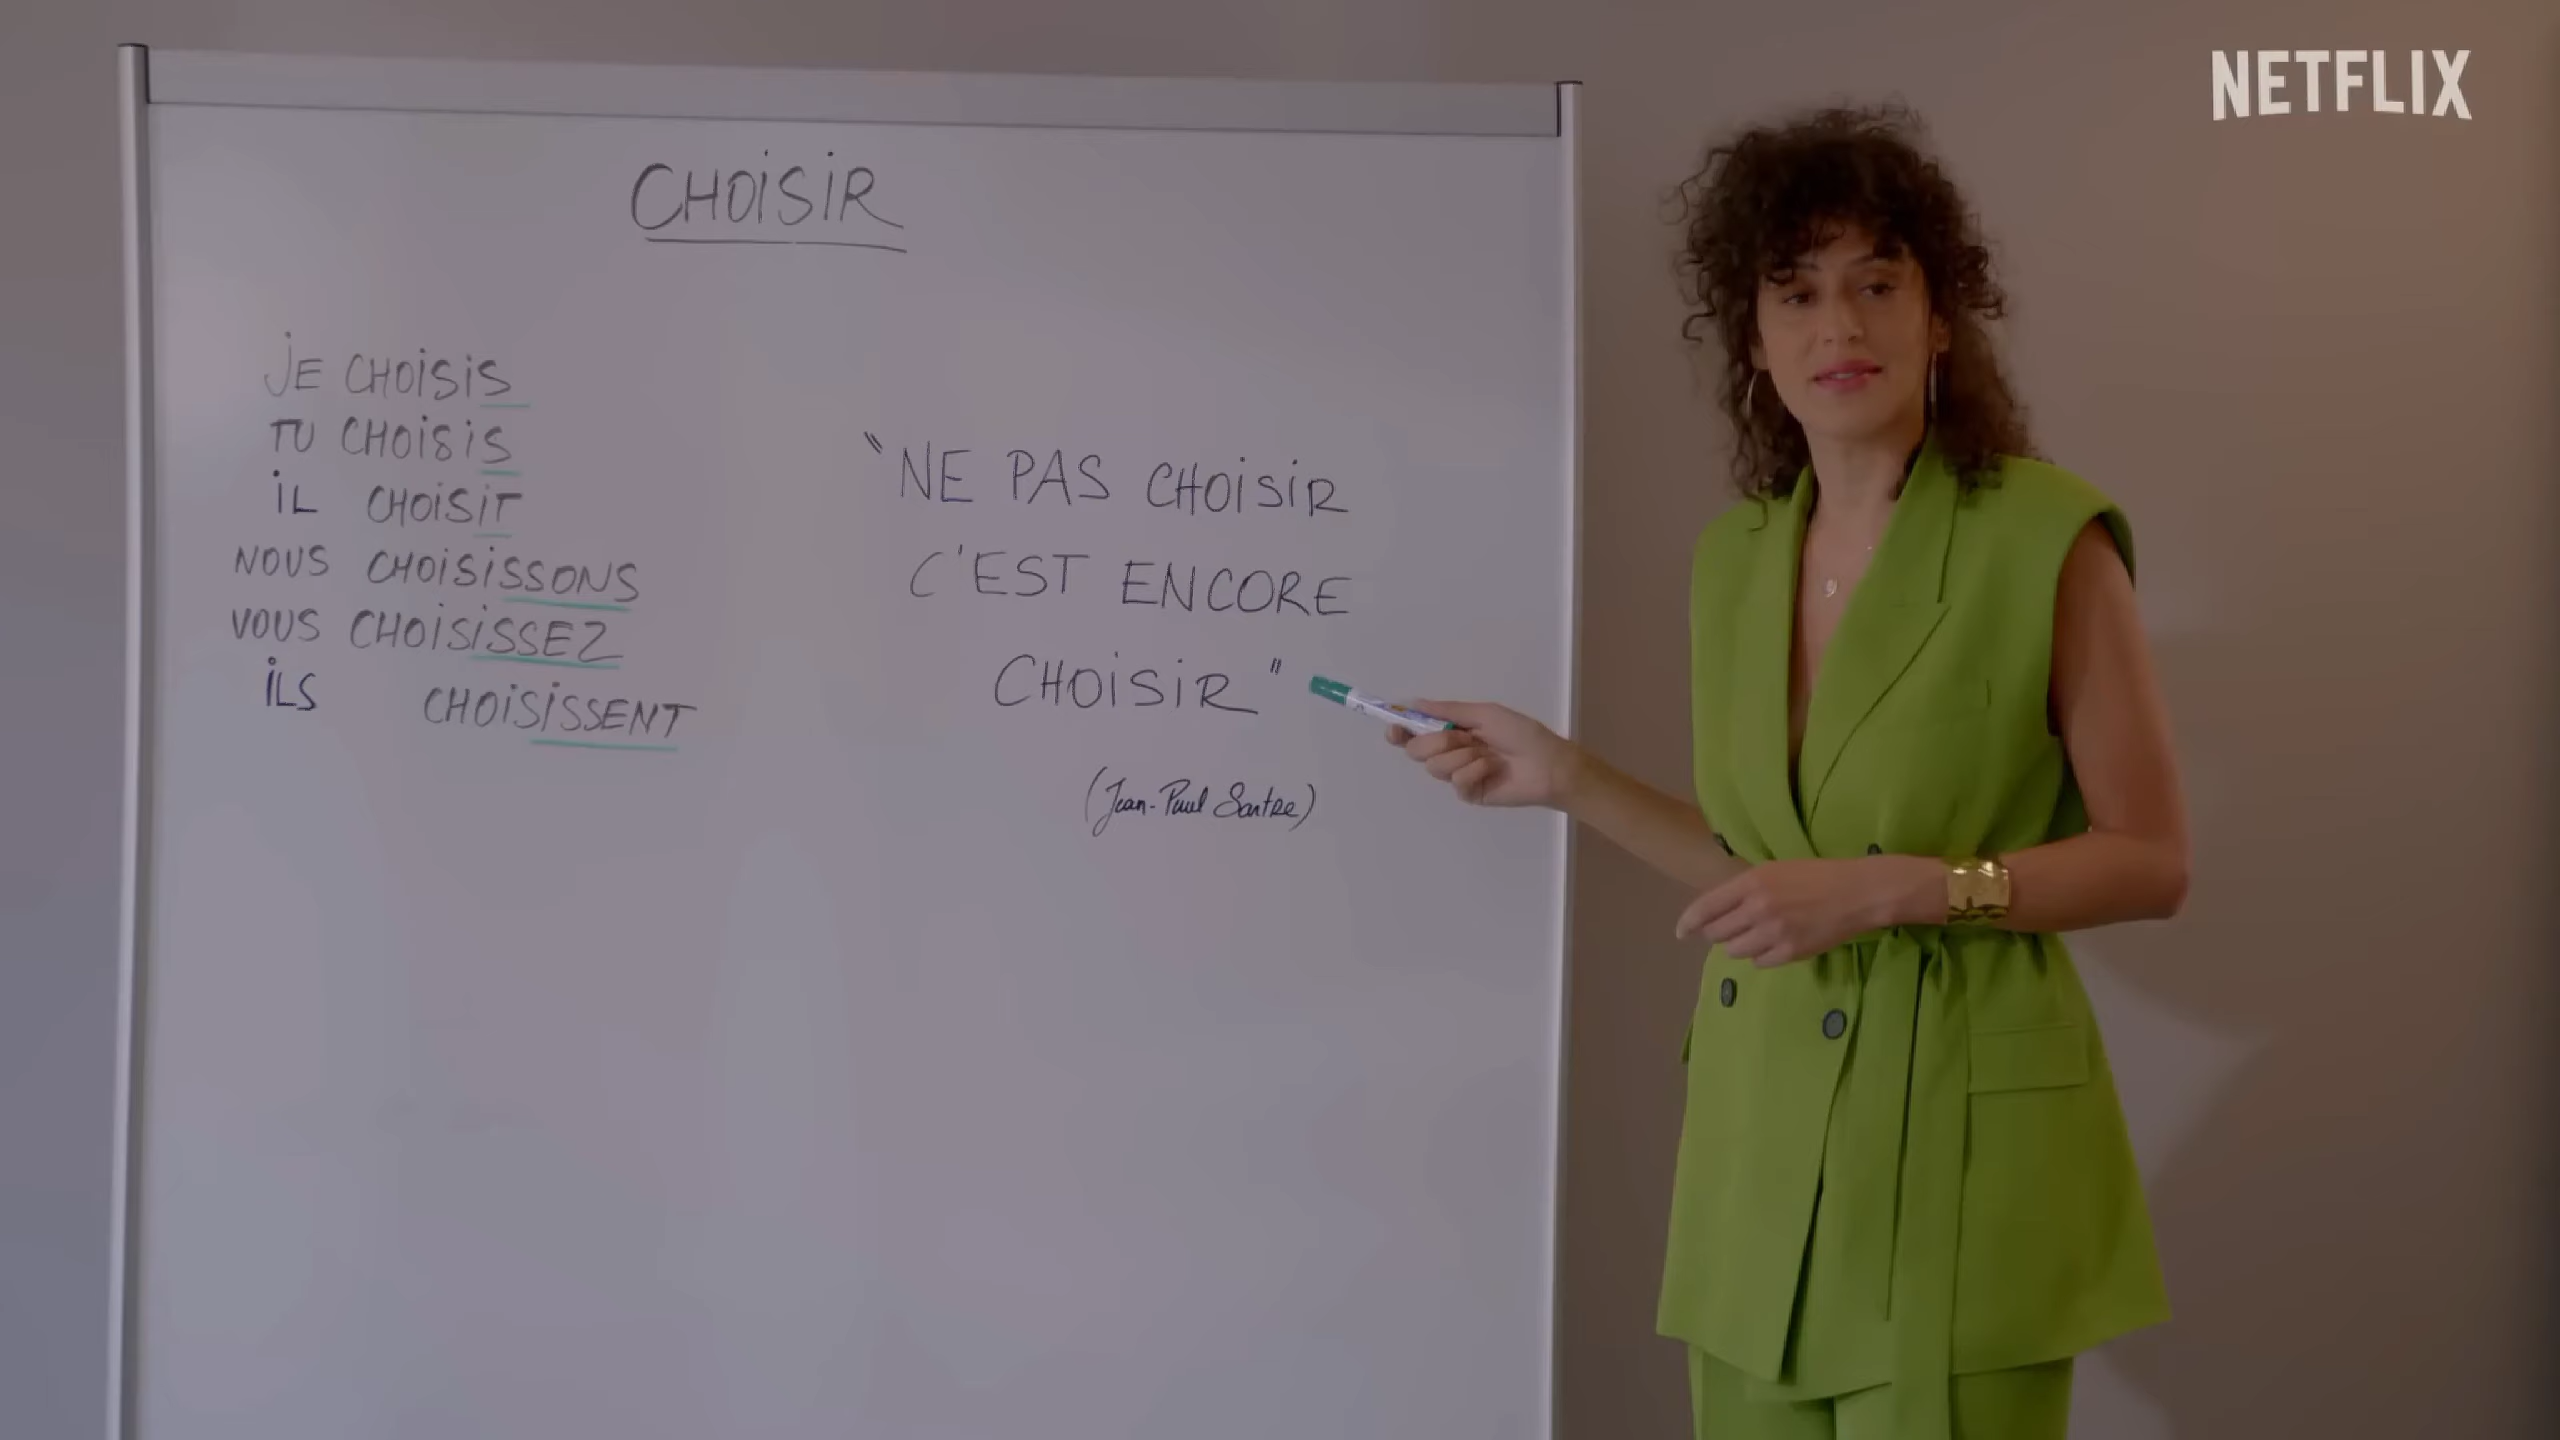 NETFLIX
CHOISIR
JE CHOISIS
TU CHOISIS
IL CHOISIT
NOUS CHOISISSONS
VOUS CHOISISSEZ
ILS CHOISISSENT
"NE PAS CHOISIR
C'EST ENCORE
CHOISIR"
(Jean-Paul Sartre)